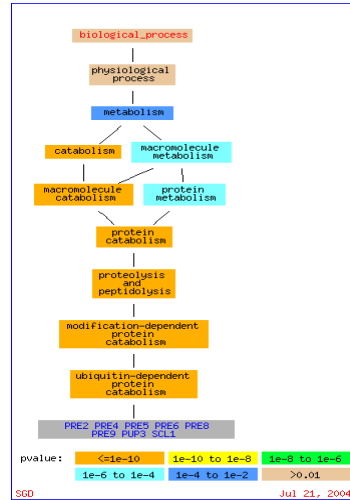 biological_process
physiological
process
metabolism
catabolism
macromolecule
metabolism
macromolecule
catabolism
protein
metabolism
protein
catabolism
proteolysis
and
peptidolysis
modification-dependent
protein
catabolism
ubiquitin-dependent
protein
catabolism
PRE2 PRE4 PRE5 PRE6 PRE8
PRE9 PUP3 SCL1
pvalue: <=1e-10 1e-10 to 1e-8 1e-8 to 1e-6
1e-6 to 1e-4 1e-4 to 1e-2 >0.01
SGD Jul 21, 2004